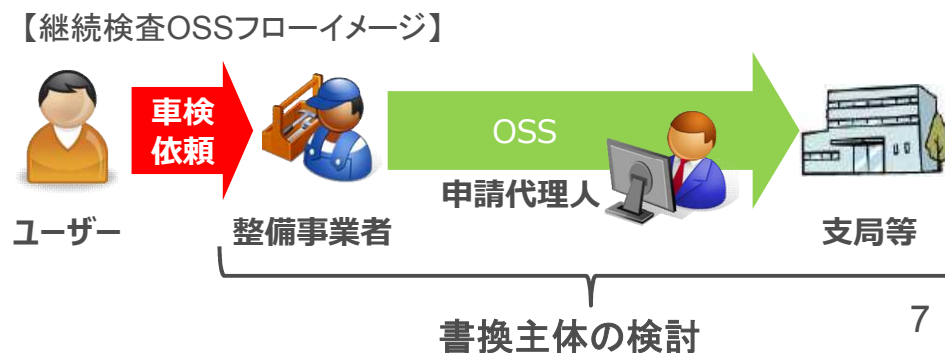 【継続検査OSSフローイメージ】
車検
依頼
OSS
申請代理人
ユーザー
整備事業者
支局等
書換主体の検討
7